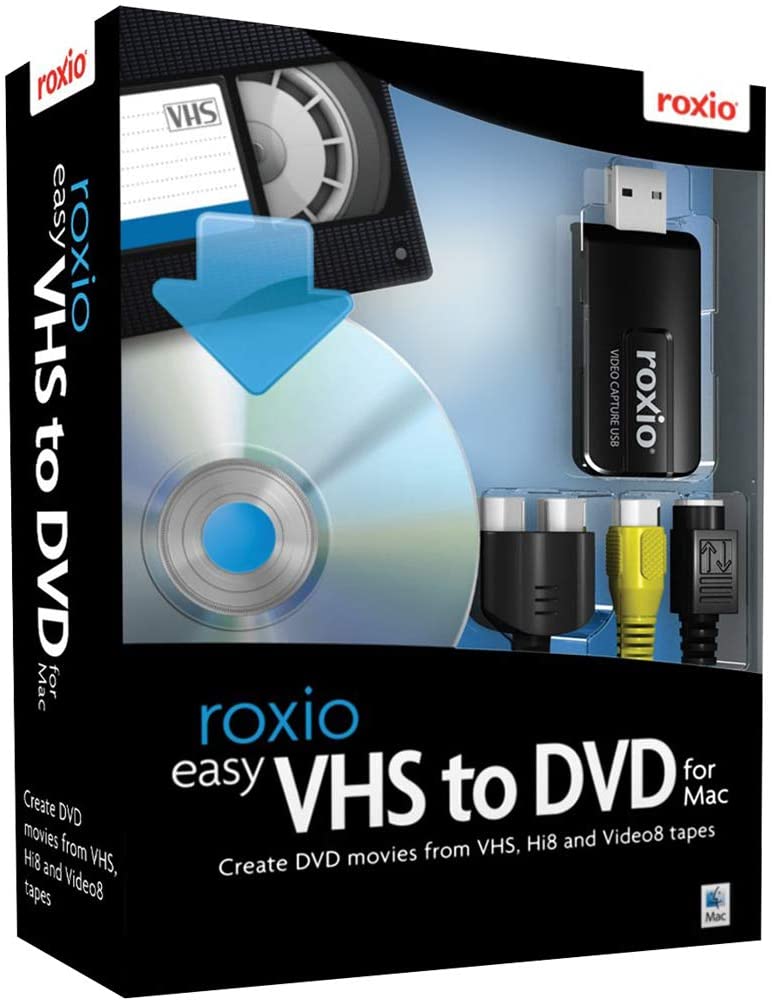 roxio
roxio
easy VHS to DVD for Mac
Create DVD
movies from VHS,
Hi8 and Video8
tapes
VHS
roxio
roxio
VIDEO CAPTURE USB
roxio
easy VHS to DVD for Mac
Create DVD movies from VHS, Hi8 and Video8 tapes
Mac